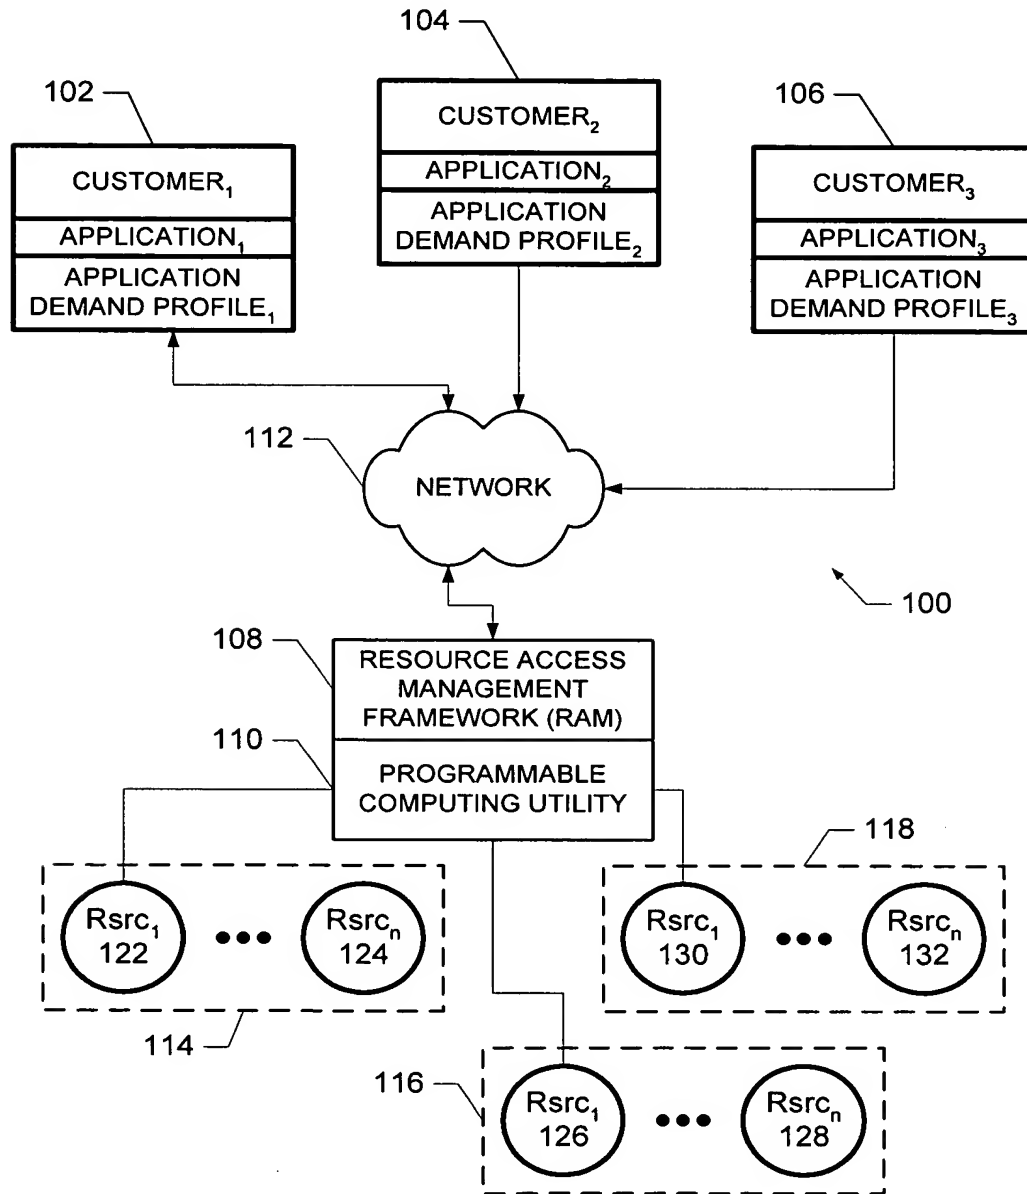 104
102
106
CUSTOMER₂
APPLICATION₂
APPLICATION
DEMAND PROFILE₂
CUSTOMER₁
APPLICATION₁
APPLICATION
DEMAND PROFILE₁
CUSTOMER₃
APPLICATION₃
APPLICATION
DEMAND PROFILE₃
112
NETWORK
100
108
RESOURCE ACCESS
MANAGEMENT
FRAMEWORK (RAM)
110
PROGRAMMABLE
COMPUTING UTILITY
118
Rsrc₁
122
Rsrcₙ
124
Rsrc₁
130
Rsrcₙ
132
114
116
Rsrc₁
126
Rsrcₙ
128